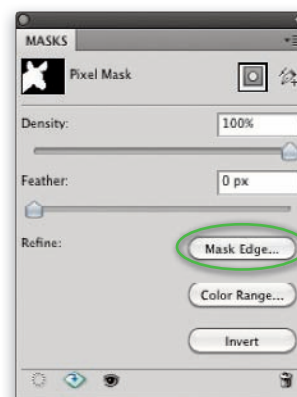 MASKS
Pixel Mask
Density: 100%
Feather: 0 px
Refine: Mask Edge...
Color Range...
Invert